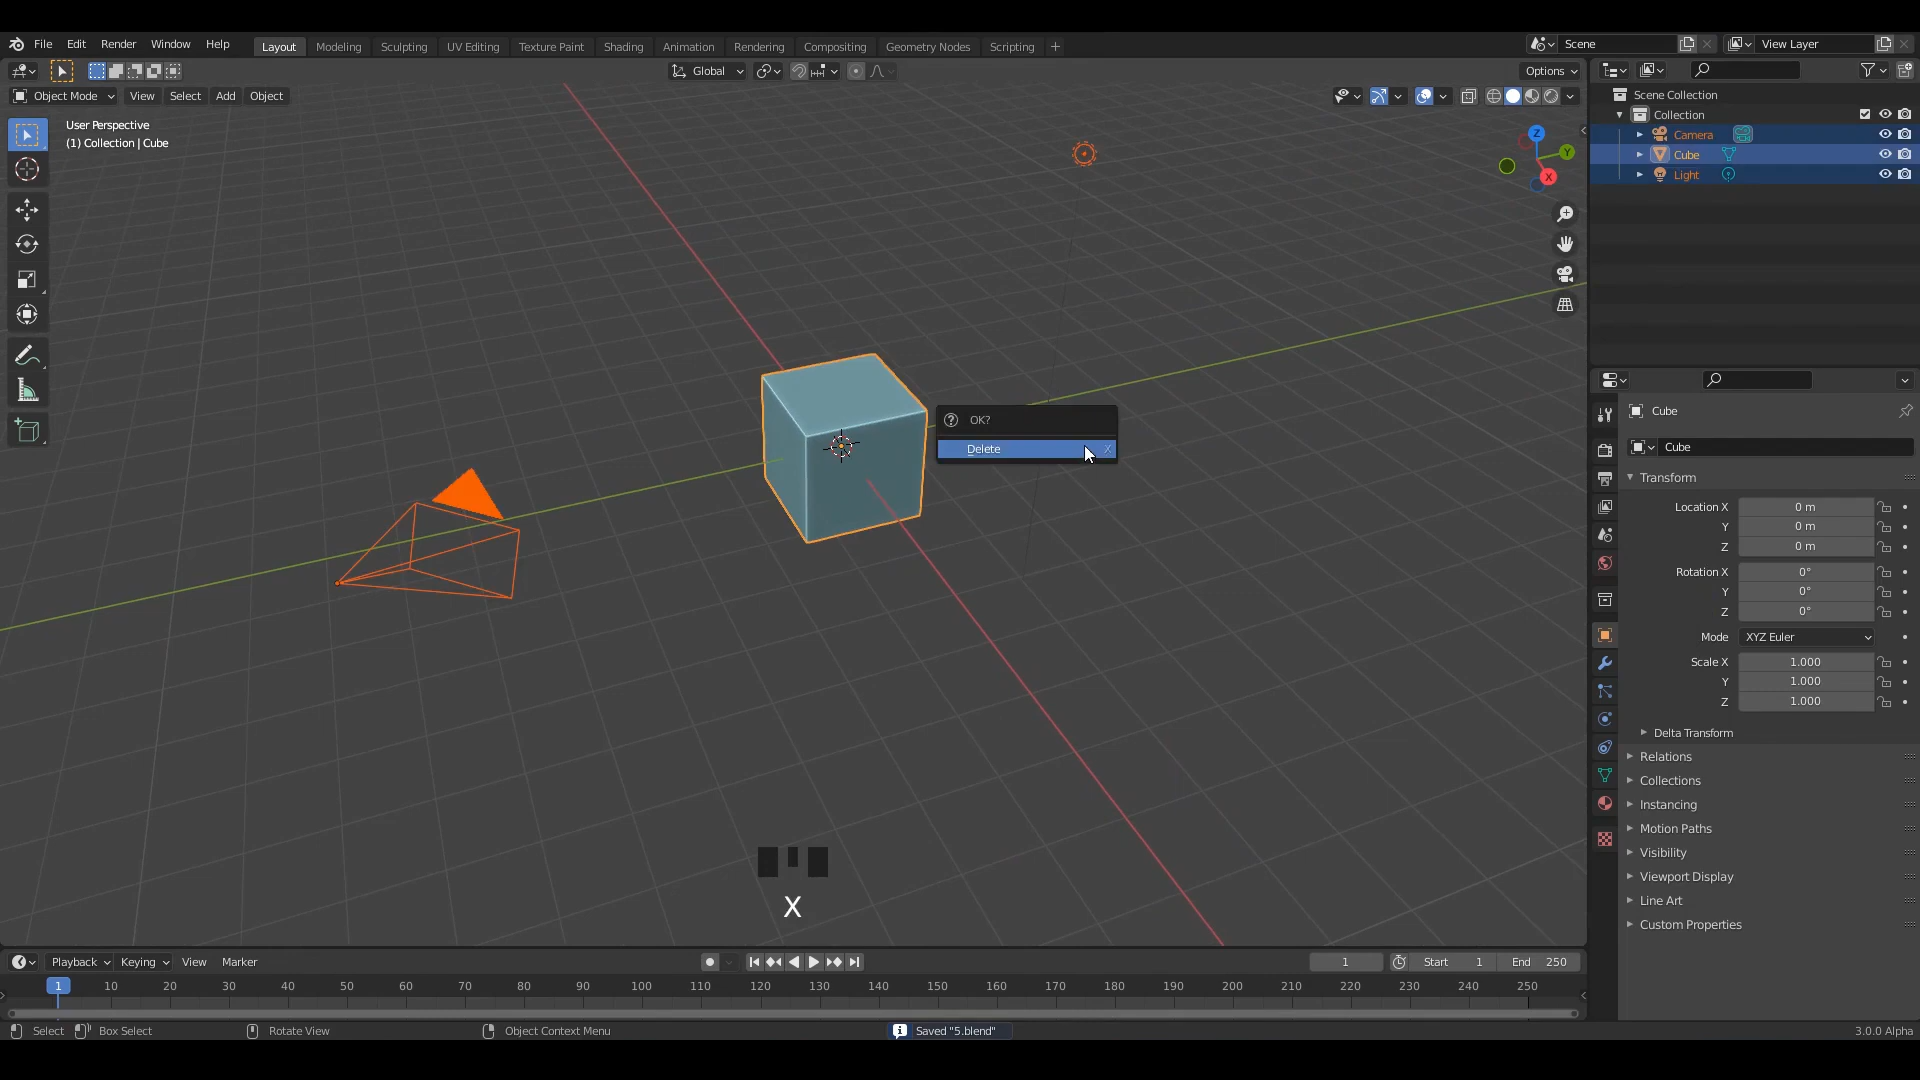 File Edit Render Window Help Layout Modeling Sculpting UV Editing Texture Paint Shading Animation Rendering Compositing Geometry Nodes Scripting + Scene View Layer
Global Options
Object Mode View Select Add Object
User Perspective
(1) Collection | Cube
Z
Y
X
Scene Collection
Collection
Camera
Cube
Light
OK?
Delete X
Cube
Cube
Transform
Location X 0 m
Y 0 m
Z 0 m
Rotation X 0°
Y 0°
Z 0°
Mode XYZ Euler
Scale X 1.000
Y 1.000
Z 1.000
Delta Transform
Relations
Collections
Instancing
Motion Paths
Visibility
Viewport Display
Line Art
Custom Properties
X
Playback Keying View Marker 1 Start 1 End 250
1 10 20 30 40 50 60 70 80 90 100 110 120 130 140 150 160 170 180 190 200 210 220 230 240 250
Select Box Select Rotate View Object Context Menu Saved "5.blend" 3.0.0 Alpha